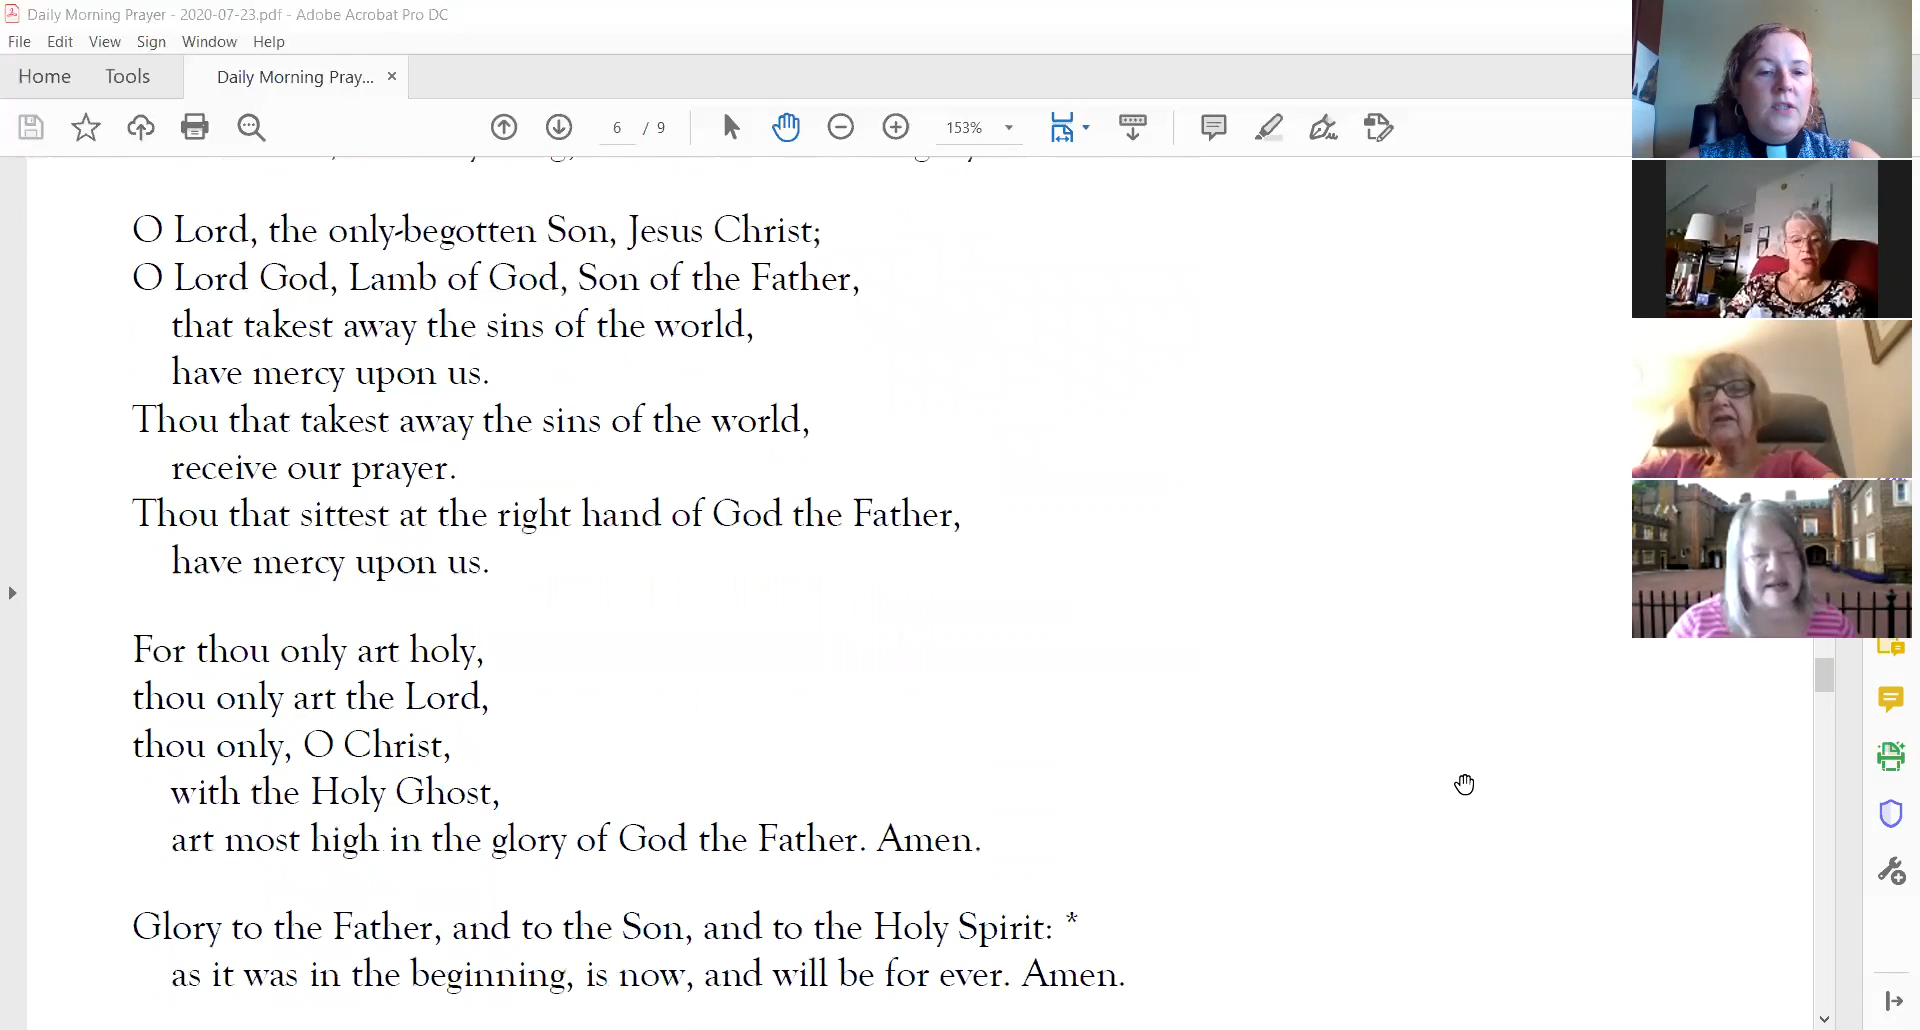 Daily Morning Prayer - 2020-07-23.pdf - Adobe Acrobat Pro DC
File Edit View Sign Window Help
Home Tools Daily Morning Pray... ×
6 / 9 153%
O Lord, the only-begotten Son, Jesus Christ;
O Lord God, Lamb of God, Son of the Father,
that takest away the sins of the world,
have mercy upon us.
Thou that takest away the sins of the world,
receive our prayer.
Thou that sittest at the right hand of God the Father,
have mercy upon us.
For thou only art holy,
thou only art the Lord,
thou only, O Christ,
with the Holy Ghost,
art most high in the glory of God the Father. Amen.
Glory to the Father, and to the Son, and to the Holy Spirit: *
as it was in the beginning, is now, and will be for ever. Amen.